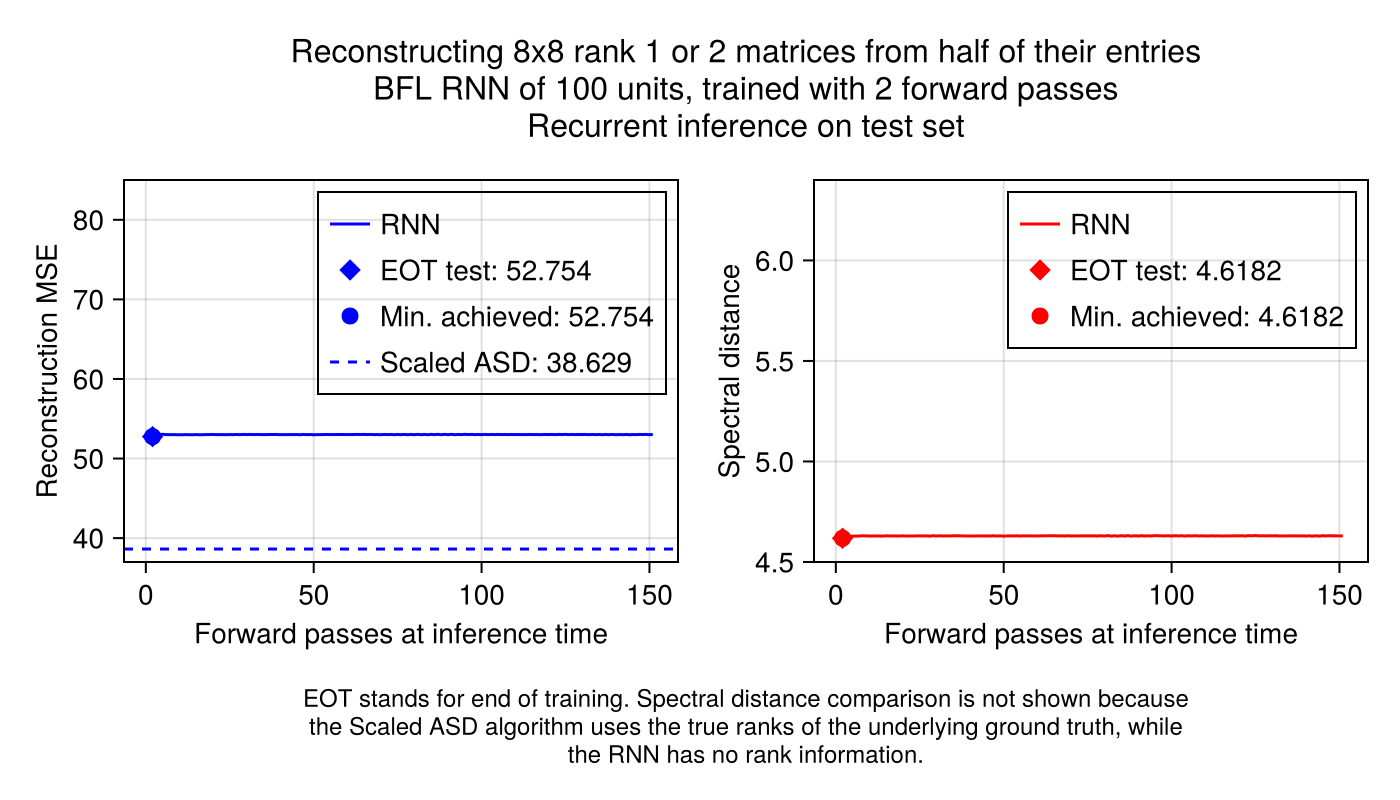 Reconstructing 8x8 rank 1 or 2 matrices from half of their entries
BFL RNN of 100 units, trained with 2 forward passes
Recurrent inference on test set
Reconstruction MSE
80
70
60
50
40
RNN
EOT test: 52.754
Min. achieved: 52.754
Scaled ASD: 38.629
0
50
100
150
Forward passes at inference time
Spectral distance
6.0
5.5
5.0
4.5
RNN
EOT test: 4.6182
Min. achieved: 4.6182
0
50
100
150
Forward passes at inference time
EOT stands for end of training. Spectral distance comparison is not shown because
the Scaled ASD algorithm uses the true ranks of the underlying ground truth, while
the RNN has no rank information.